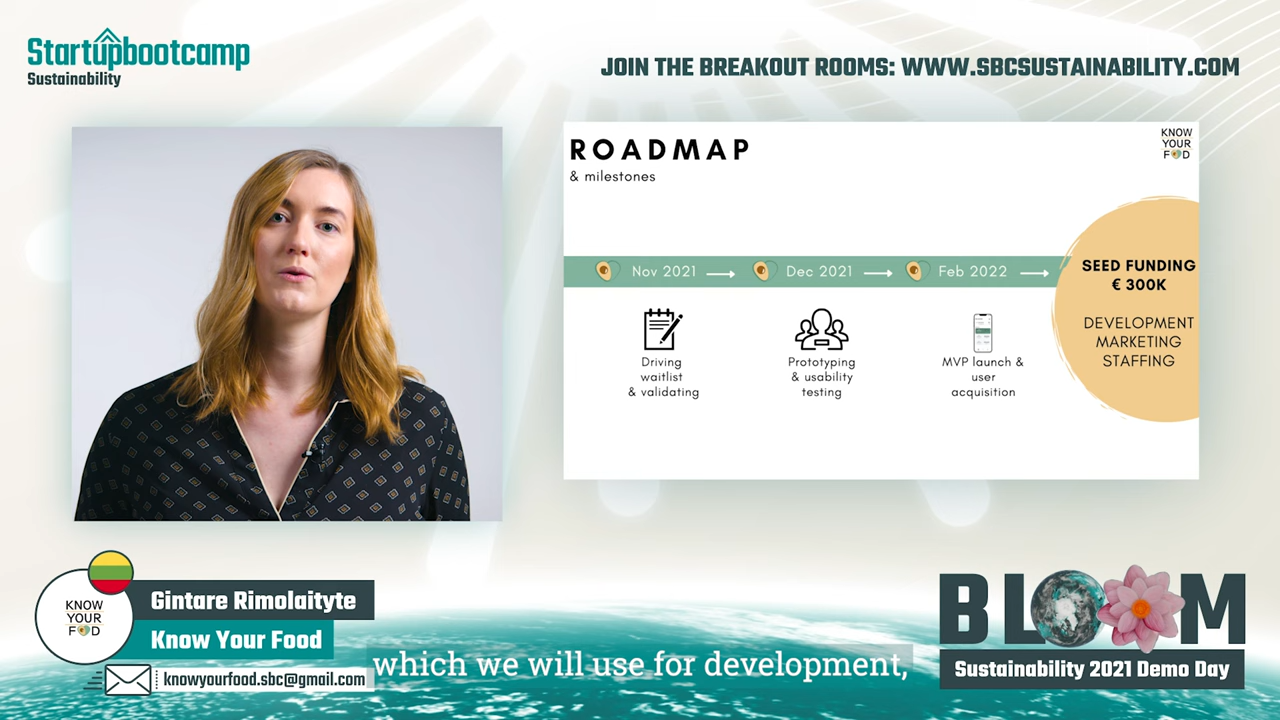 Startupbootcamp
Sustainability
JOIN THE BREAKOUT ROOMS: WWW.SBCSUSTAINABILITY.COM
ROADMAP
& milestones
KNOW
YOUR
FOOD
Nov 2021
Dec 2021
Feb 2022
Driving
waitlist
& validating
Prototyping
& usability
testing
MVP launch &
user
acquisition
SEED FUNDING
€ 300K
DEVELOPMENT
MARKETING
STAFFING
KNOW
YOUR
FOOD
Gintare Rimolaityte
Know Your Food
knowyourfood.sbc@gmail.com
which we will use for development,
BLOOM
Sustainability 2021 Demo Day